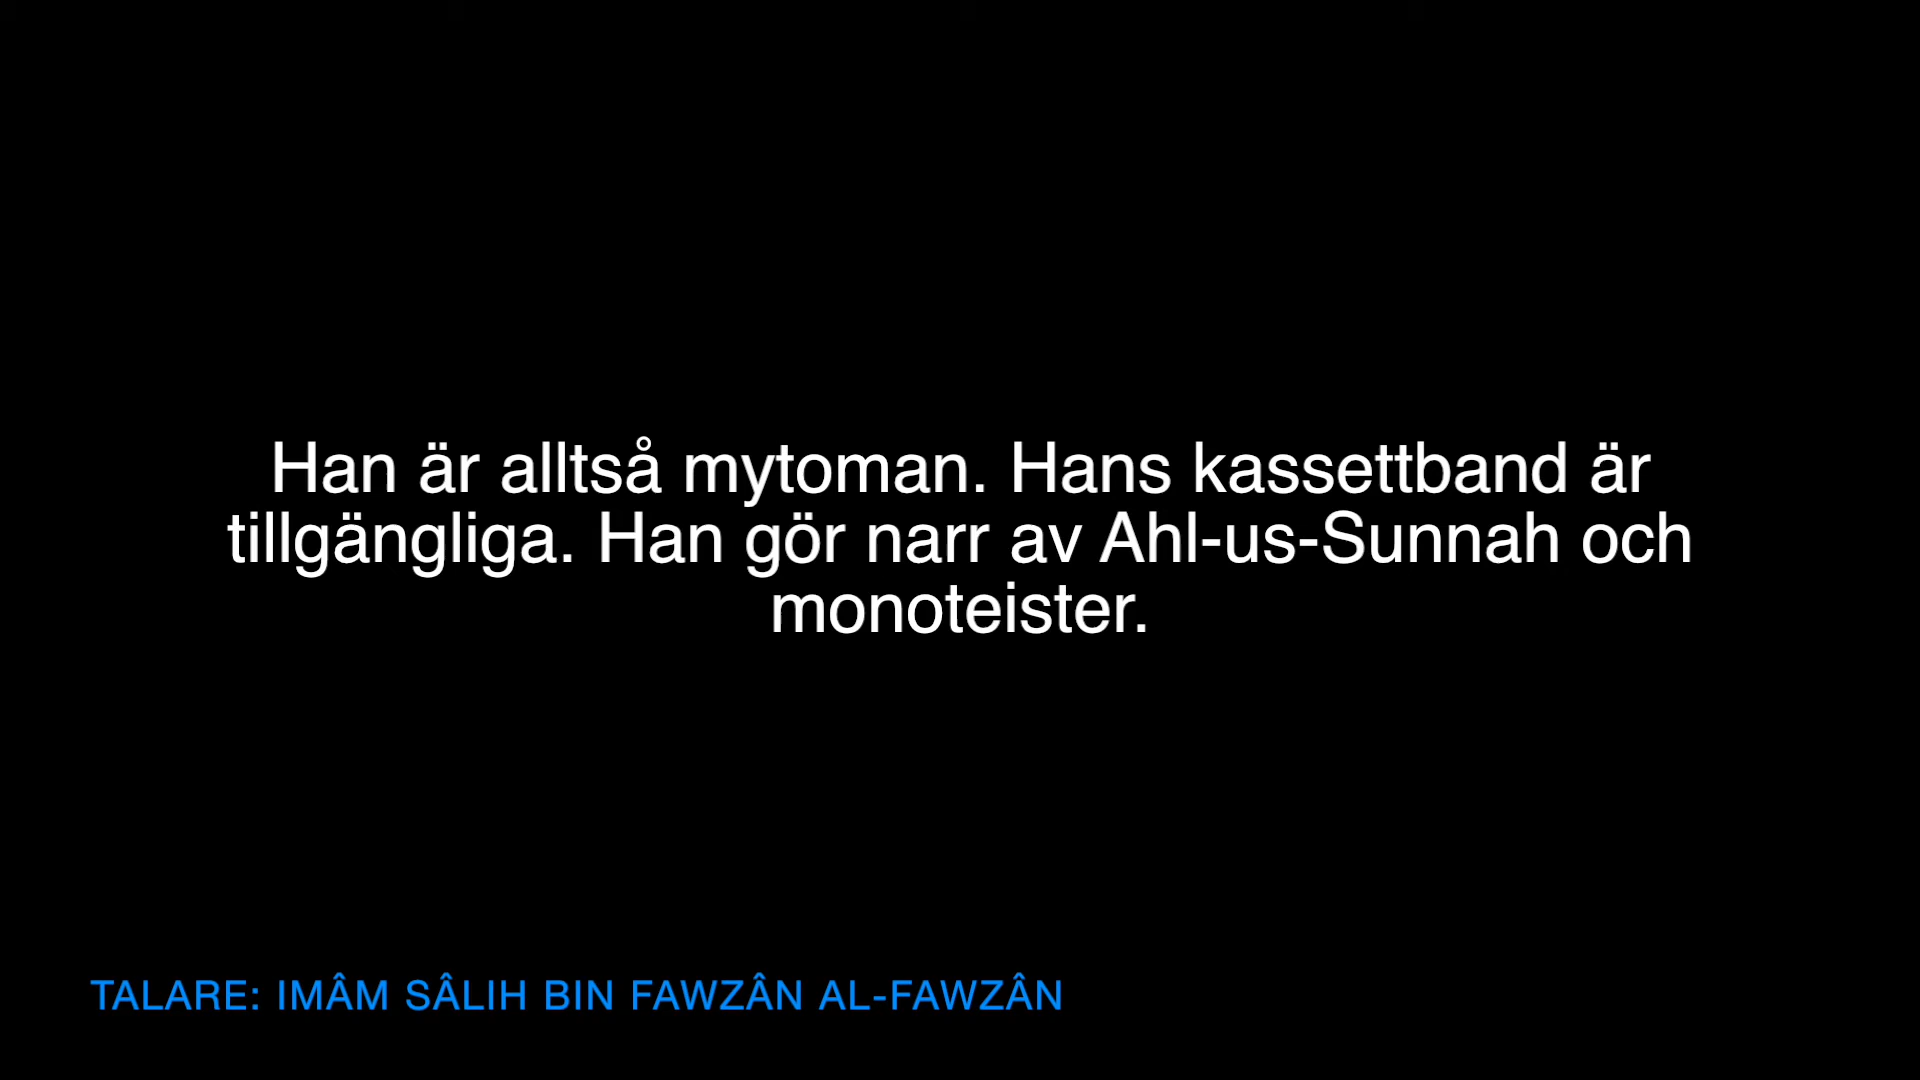 Han är alltså mytoman. Hans kassettband är
tillgängliga. Han gör narr av Ahl-us-Sunnah och
monoteister.
TALARE: IMÂM SÂLIH BIN FAWZÂN AL-FAWZÂN